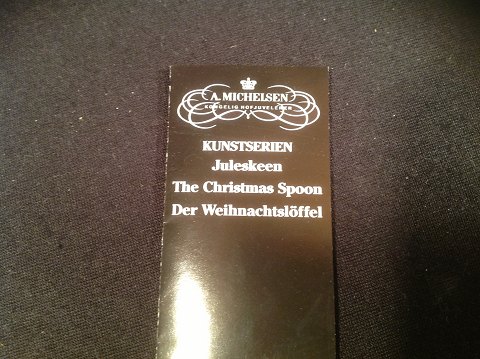 A. MICHELSEN
KONGELIG HOFJUVELERER
KUNSTSERIEN
Juleskeen
The Christmas Spoon
Der Weihnachtslöffel